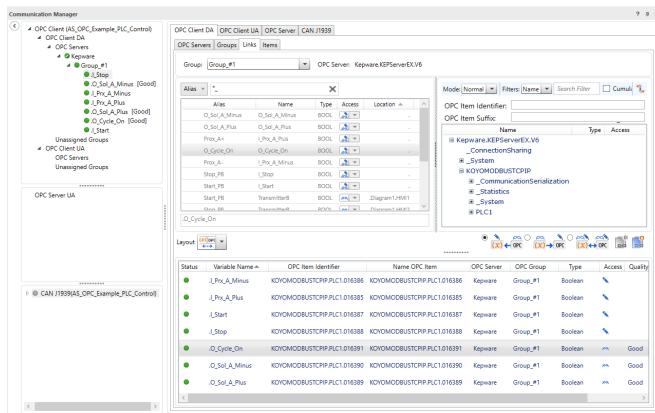 Communication Manager
OPC Client (AS_OPC_Example_PLC_Control)
OPC Client DA
OPC Servers
Kepware
Group_#1
.I_Stop
.O_Sol_A_Minus [Good]
.I_Prx_A_Minus
.I_Prx_A_Plus
.O_Sol_A_Plus [Good]
.O_Cycle_On [Good]
.I_Start
Unassigned Groups
OPC Client UA
OPC Servers
Unassigned Groups
OPC Server UA
CAN J1939(AS_OPC_Example_PLC_Control)
OPC Client DA OPC Client UA OPC Server CAN J1939
OPC Servers Groups Links Items
Group: Group_#1 OPC Server: Kepware.KEPServerEX.V6
Alias *_
Alias Name Type Access Location
O_Sol_A_Minus O_Sol_A_Minus BOOL ..
O_Sol_A_Plus O_Sol_A_Plus BOOL ..
Prox_A+ I_Prx_A_Plus BOOL ..
O_Cycle_On O_Cycle_On BOOL ..
Prox_A- I_Prx_A_Minus BOOL ..
Stop_PB I_Stop BOOL ..
Start_PB I_Start BOOL ..
Start_PB TransmitterB BOOL .Diagram1.HMI1
Stop_PB TransmitterB BOOL .Diagram1.HMI2
.O_Cycle_On
Mode: Normal Filters: Name Search Filter Cumul
OPC Item Identifier:
OPC Item Suffix:
Name Type Access
Kepware.KEPServerEX.V6
_ConnectionSharing
_System
KOYOMODBUSTCPIP
_CommunicationSerialization
_Statistics
_System
PLC1
Layout: OPC
(X) OPC (X) OPC (X) OPC
Status Variable Name OPC Item Identifier Name OPC Item OPC Server OPC Group Type Access Quality
.I_Prx_A_Minus KOYOMODBUSTCPIP.PLC1.016386 KOYOMODBUSTCPIP.PLC1.016386 Kepware Group_#1 Boolean
.I_Prx_A_Plus KOYOMODBUSTCPIP.PLC1.016385 KOYOMODBUSTCPIP.PLC1.016385 Kepware Group_#1 Boolean
.I_Start KOYOMODBUSTCPIP.PLC1.016387 KOYOMODBUSTCPIP.PLC1.016387 Kepware Group_#1 Boolean
.I_Stop KOYOMODBUSTCPIP.PLC1.016388 KOYOMODBUSTCPIP.PLC1.016388 Kepware Group_#1 Boolean
.O_Cycle_On KOYOMODBUSTCPIP.PLC1.016391 KOYOMODBUSTCPIP.PLC1.016391 Kepware Group_#1 Boolean Good
.O_Sol_A_Minus KOYOMODBUSTCPIP.PLC1.016390 KOYOMODBUSTCPIP.PLC1.016390 Kepware Group_#1 Boolean Good
.O_Sol_A_Plus KOYOMODBUSTCPIP.PLC1.016389 KOYOMODBUSTCPIP.PLC1.016389 Kepware Group_#1 Boolean Good